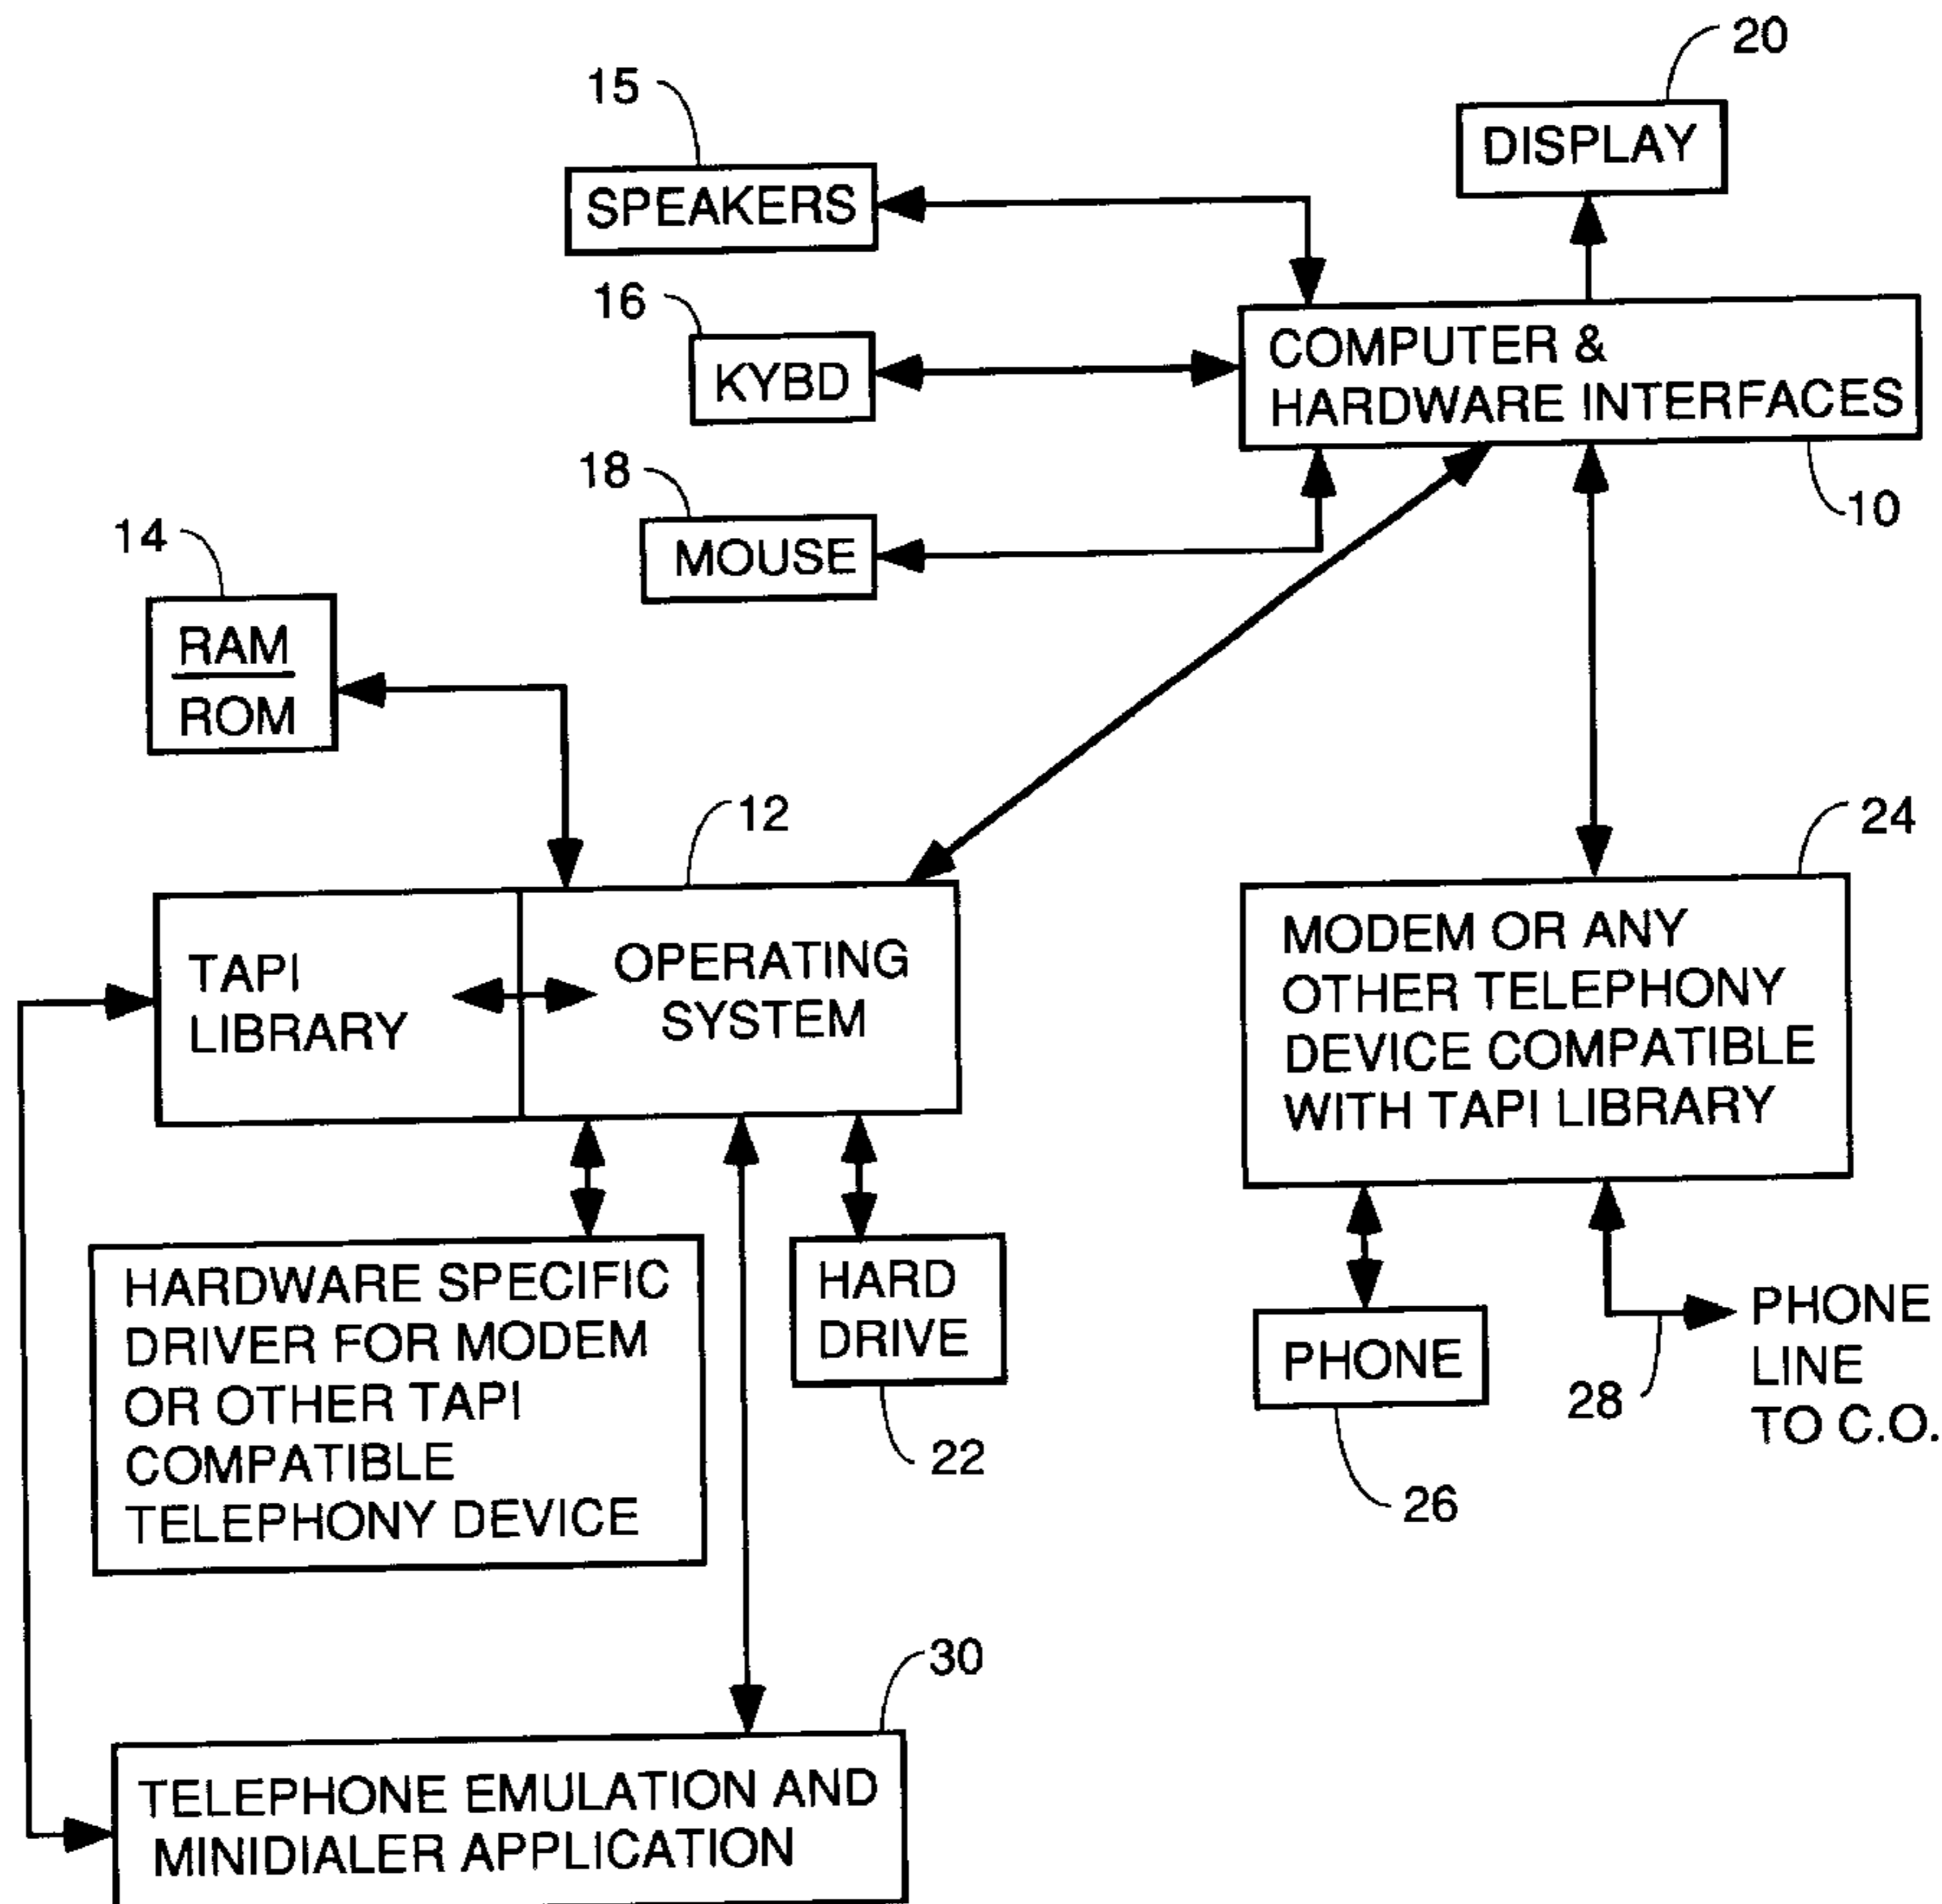 20
15
DISPLAY
SPEAKERS
16
COMPUTER &
HARDWARE INTERFACES
KYBD
18
10
14
MOUSE
RAM
ROM
12
24
TAPI
LIBRARY
OPERATING
SYSTEM
MODEM OR ANY
OTHER TELEPHONY
DEVICE COMPATIBLE
WITH TAPI LIBRARY
HARDWARE SPECIFIC
DRIVER FOR MODEM
OR OTHER TAPI
COMPATIBLE
TELEPHONY DEVICE
HARD
DRIVE
22
PHONE
26
28
PHONE
LINE
TO C.O.
30
TELEPHONE EMULATION AND
MINIDIALER APPLICATION